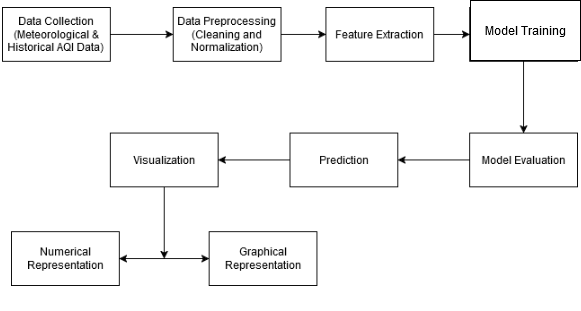 Data Collection
(Meteorological &
Historical AQI Data)
Data Preprocessing
(Cleaning and
Normalization)
Feature Extraction
Model Training
Visualization
Prediction
Model Evaluation
Numerical
Representation
Graphical
Representation